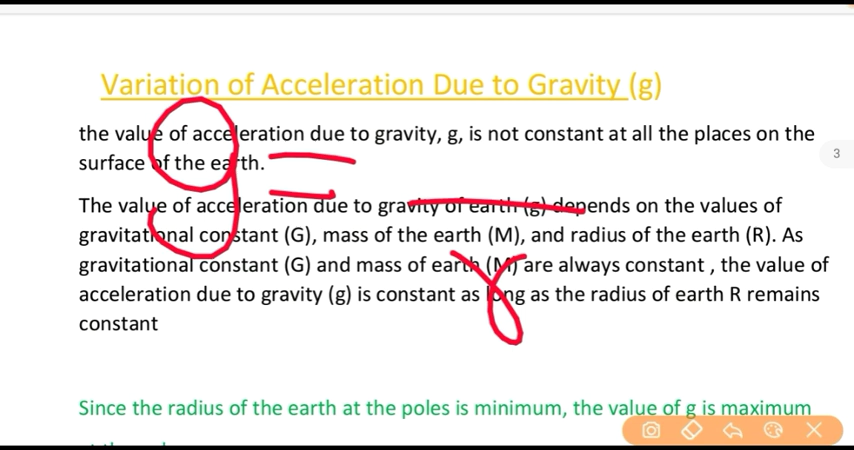 Variation of Acceleration Due to Gravity (g)
the value of acceleration due to gravity, g, is not constant at all the places on the
surface of the earth.
The value of acceleration due to gravity of earth (g) depends on the values of
gravitational constant (G), mass of the earth (M), and radius of the earth (R). As
gravitational constant (G) and mass of earth (M) are always constant , the value of
acceleration due to gravity (g) is constant as long as the radius of earth R remains
constant
Since the radius of the earth at the poles is minimum, the value of g is maximum
3
g =